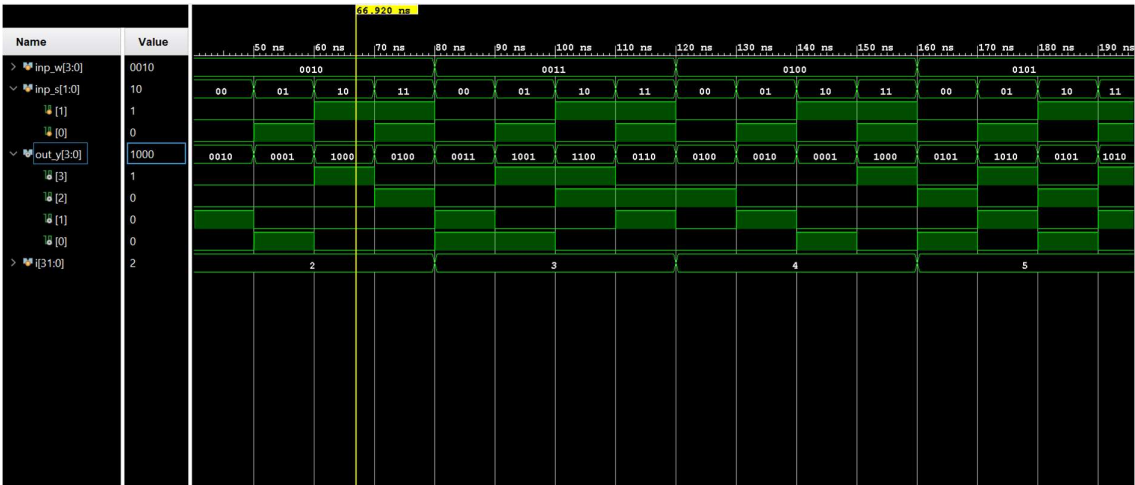 66.920 ns
Name Value 50 ns 60 ns 70 ns 80 ns 90 ns 100 ns 110 ns 120 ns 130 ns 140 ns 150 ns 160 ns 170 ns 180 ns 190 ns
inp_w[3:0] 0010 0010 0011 0100 0101
inp_s[1:0] 10 00 01 10 11 00 01 10 11 00 01 10 11 00 01 10 11
[1] 1
[0] 0
out_y[3:0] 1000 0010 0001 1000 0100 0011 1001 1100 0110 0100 0010 0001 1000 0101 1010 0101 1010
[3] 1
[2] 0
[1] 0
[0] 0
i[31:0] 2 2 3 4 5